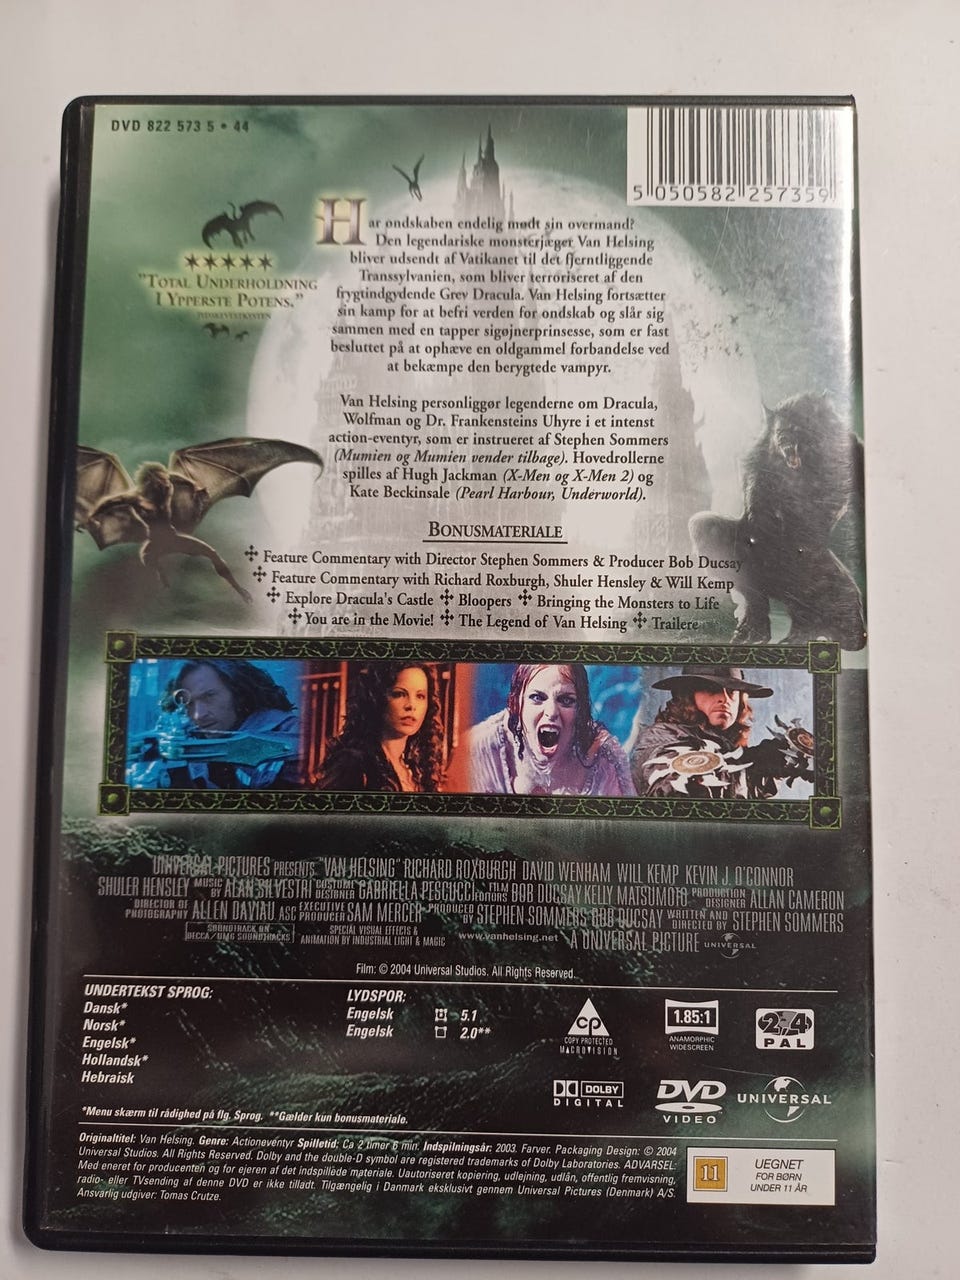 DVD 822 573 5 • 44
5 050582 257359
★★★★★
"TOTAL UNDERHOLDNING
I YPPERSTE POTENS."
Har ondskaben endelig mødt sin overmand?
Den legendariske monsterjæger Van Helsing
bliver udsendt af Vatikanet til det fjerntliggende
Transsylvanien, som bliver terroriseret af den
frygtindgydende Grev Dracula. Van Helsing fortsætter
sin kamp for at befri verden for ondskab og slår sig
sammen med en tapper sigøjnerprinsesse, som er fast
besluttet på at ophæve en oldgammel forbandelse ved
at bekæmpe den berygtede vampyr.
Van Helsing personliggør legenderne om Dracula,
Wolfman og Dr. Frankensteins Uhyre i et intenst
action-eventyr, som er instrueret af Stephen Sommers
(Mumien og Mumien vender tilbage). Hovedrollerne
spilles af Hugh Jackman (X-Men og X-Men 2) og
Kate Beckinsale (Pearl Harbour, Underworld).
BONUSMATERIALE
✣ Feature Commentary with Director Stephen Sommers & Producer Bob Ducsay
✣ Feature Commentary with Richard Roxburgh, Shuler Hensley & Will Kemp
✣ Explore Dracula's Castle ✣ Bloopers ✣ Bringing the Monsters to Life
✣ You are in the Movie! ✣ The Legend of Van Helsing ✣ Trailere
UNIVERSAL PICTURES PRESENTS "VAN HELSING" RICHARD ROXBURGH DAVID WENHAM WILL KEMP KEVIN J. O'CONNOR
SHULER HENSLEY MUSIC BY ALAN SILVESTRI COSTUME DESIGNER GABRIELLA PESCUCCI FILM EDITORS BOB DUCSAY KELLY MATSUMOTO PRODUCTION DESIGNER ALLAN CAMERON
DIRECTOR OF PHOTOGRAPHY ALLEN DAVIAU ASC EXECUTIVE PRODUCER SAM MERCER PRODUCED BY STEPHEN SOMMERS BOB DUCSAY WRITTEN AND DIRECTED BY STEPHEN SOMMERS
SOUNDTRACK ON DECCA/UMG SOUNDTRACKS SPECIAL VISUAL EFFECTS & ANIMATION BY INDUSTRIAL LIGHT & MAGIC www.vanhelsing.net A UNIVERSAL PICTURE UNIVERSAL
Film: © 2004 Universal Studios. All Rights Reserved.
UNDERTEKST SPROG:
Dansk*
Norsk*
Engelsk*
Hollandsk*
Hebraisk
LYDSPOR:
Engelsk 5.1
Engelsk 2.0**
cp
COPY PROTECTED
MACROVISION
1.85:1
ANAMORPHIC
WIDESCREEN
2,4
PAL
DOLBY
DIGITAL
DVD
VIDEO
UNIVERSAL
*Menu skærm til rådighed på flg. Sprog. **Gælder kun bonusmateriale.
Originaltitel: Van Helsing. Genre: Actioneventyr Spilletid: Ca 2 timer 6 min. Indspilningsår: 2003. Farver. Packaging Design: © 2004
Universal Studios. All Rights Reserved. Dolby and the double-D symbol are registered trademarks of Dolby Laboratories. ADVARSEL:
Med eneret for producenten og for ejeren af det indspillede materiale. Uautoriseret kopiering, udlejning, udlån, offentlig fremvisning,
radio- eller TVsending af denne DVD er ikke tilladt. Tilgængelig i Danmark eksklusivt gennem Universal Pictures (Denmark) A/S.
Ansvarlig udgiver: Tomas Crutze.
11
UEGNET
FOR BØRN
UNDER 11 ÅR